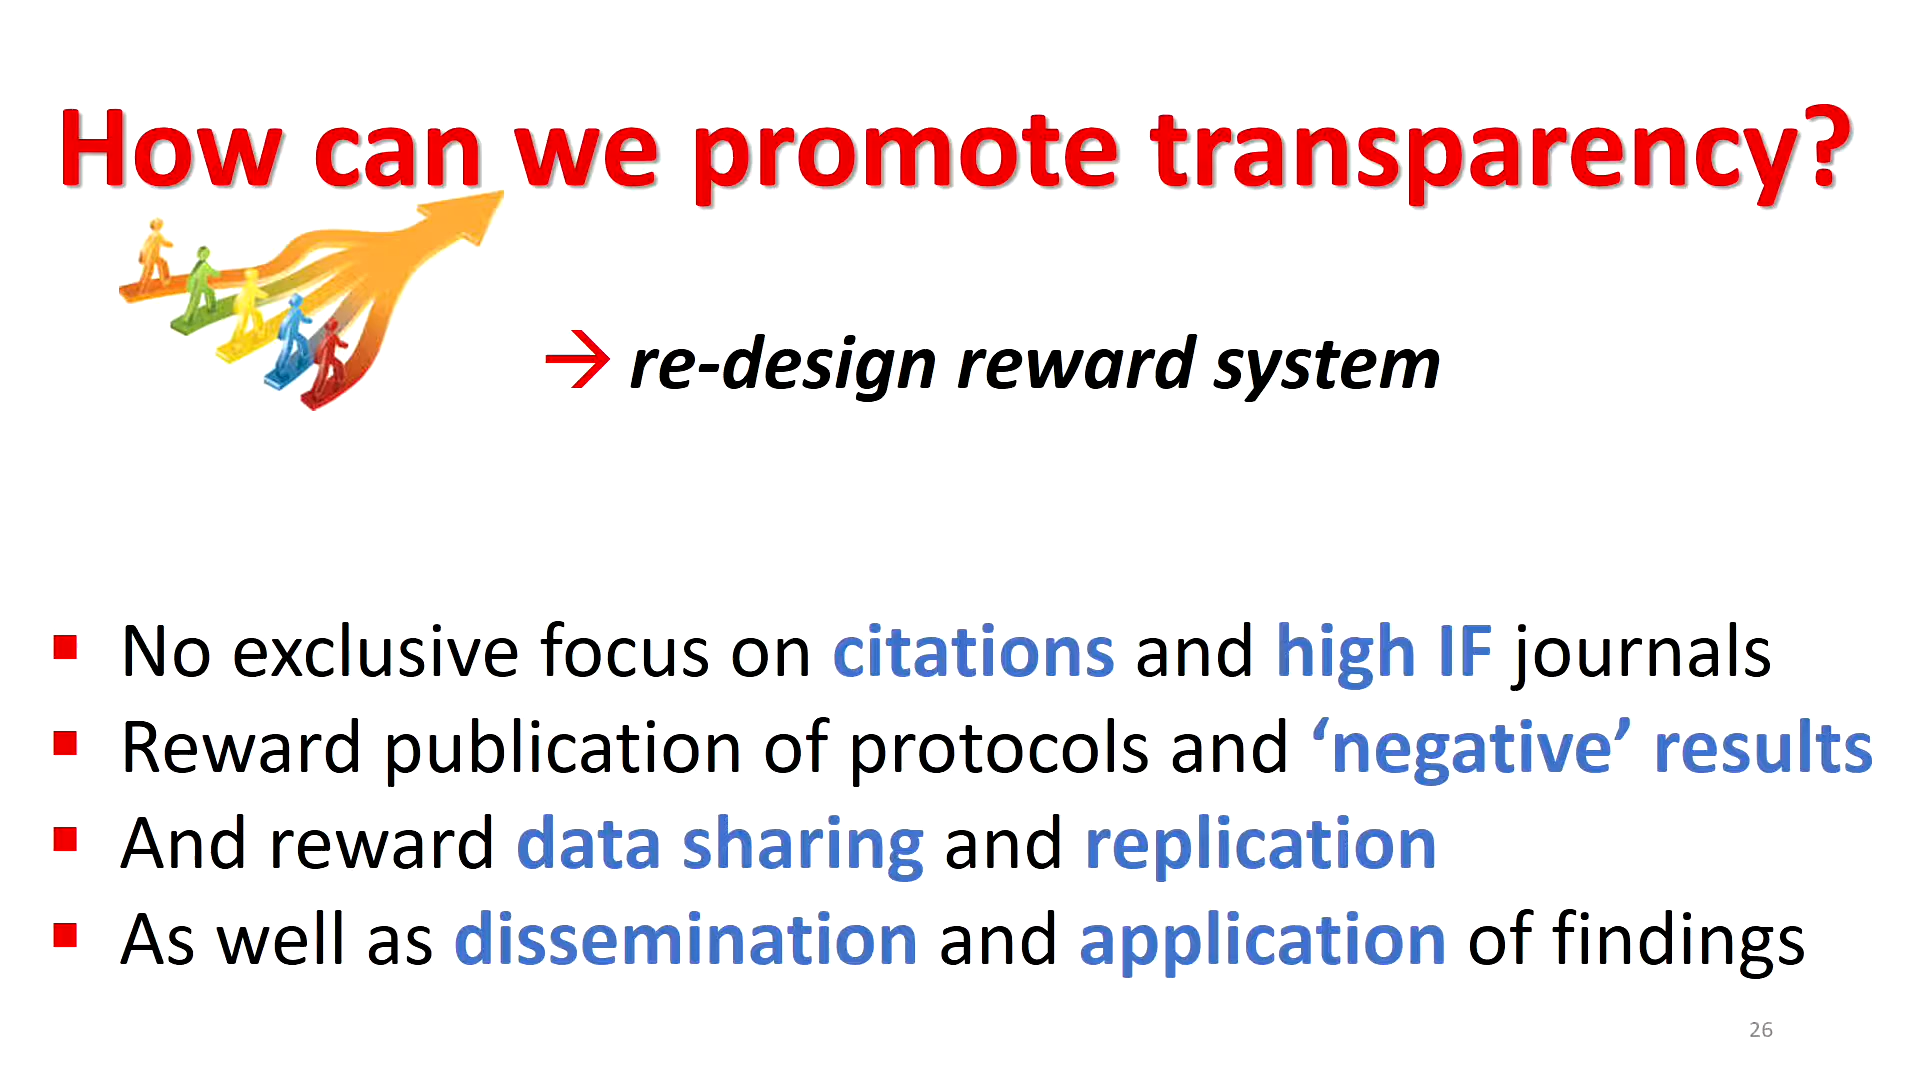 How can we promote transparency?
→ re-design reward system
▪ No exclusive focus on citations and high IF journals
▪ Reward publication of protocols and ‘negative’ results
▪ And reward data sharing and replication
▪ As well as dissemination and application of findings
26